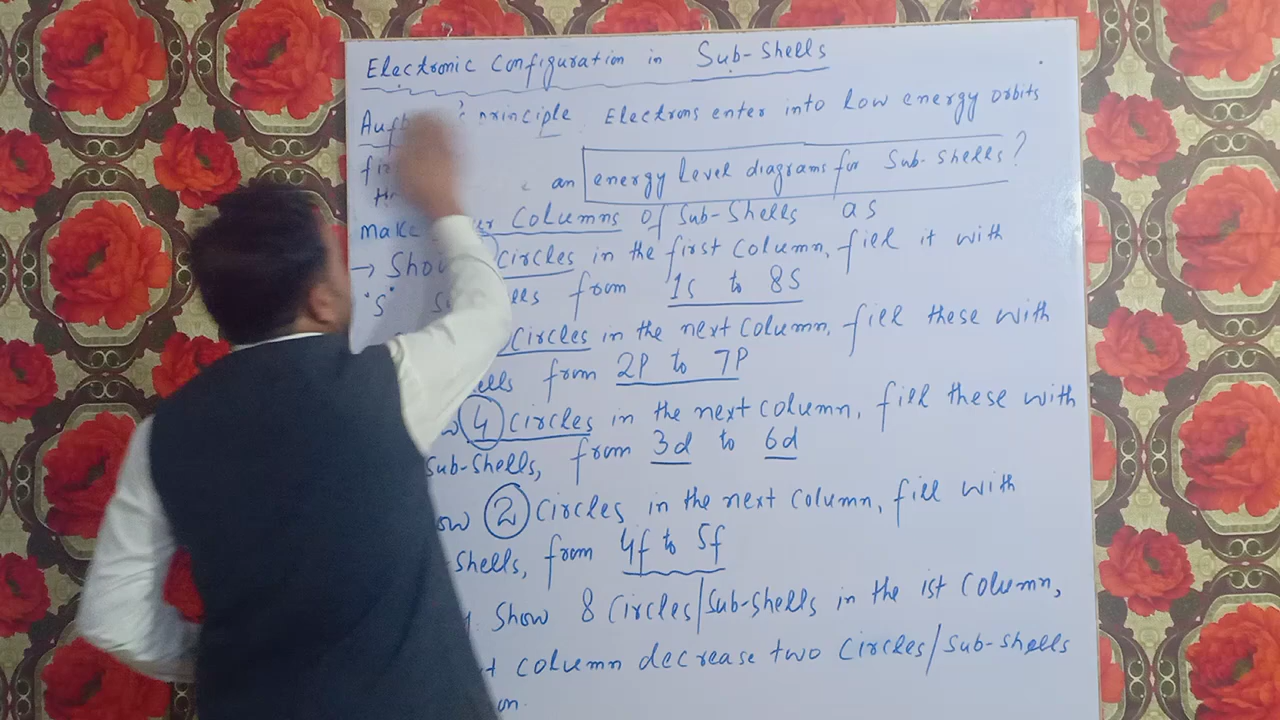 Electronic Configuration in Sub-Shells
principle. Electrons enter into low energy orbits
an energy level diagrams for Sub-Shells?
make Columns of Sub-Shells as
→ Show Circles in the first Column, fill it with
"S" from 1s to 8S
Circles in the next Column, fill these with
from 2P to 7P
4 Circles in the next Column, fill these with
Sub-Shells, from 3d to 6d
2 Circles in the next Column, fill with
Shells, from 4f to 5f
Show 8 Circles/Sub-Shells in the 1st Column,
column decrease two Circles/Sub-Shells